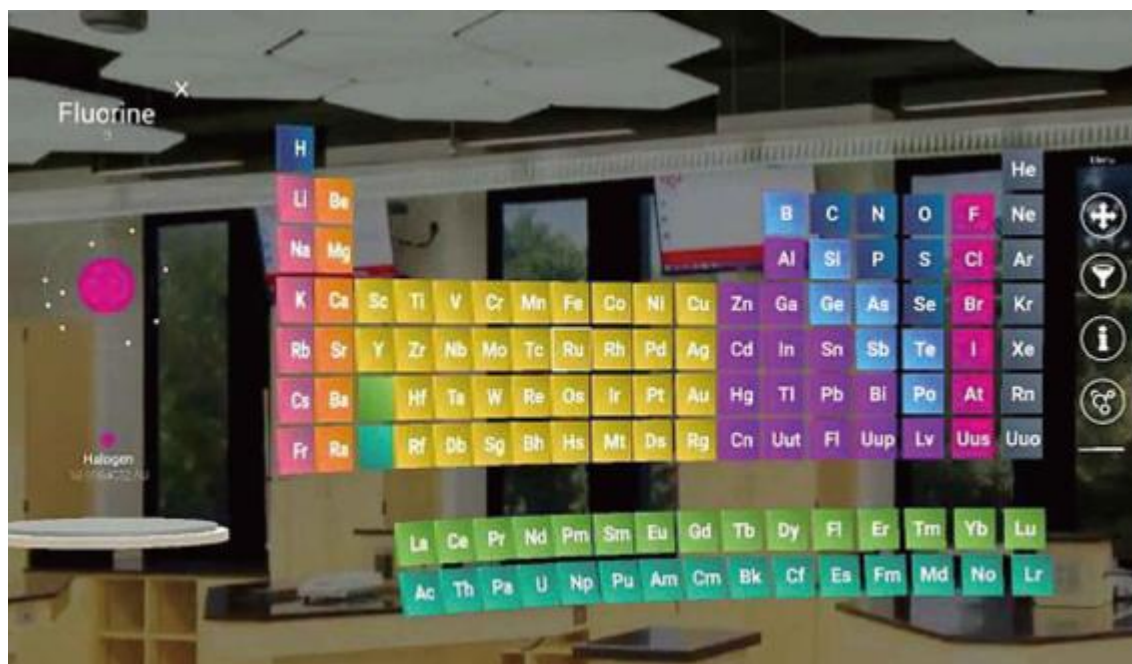 X
Fluorine
H
He
Menu
Li Be B C N O F Ne
Na Mg Al Si P S Cl Ar
K Ca Sc Ti V Cr Mn Fe Co Ni Cu Zn Ga Ge As Se Br Kr
Rb Sr Y Zr Nb Mo Tc Ru Rh Pd Ag Cd In Sn Sb Te I Xe
Cs Ba Hf Ta W Re Os Ir Pt Au Hg Tl Pb Bi Po At Rn
Fr Ra Rf Db Sg Bh Hs Mt Ds Rg Cn Uut Fl Uup Lv Uus Uuo
Halogen
La Ce Pr Nd Pm Sm Eu Gd Tb Dy Fl Er Tm Yb Lu
Ac Th Pa U Np Pu Am Cm Bk Cf Es Fm Md No Lr